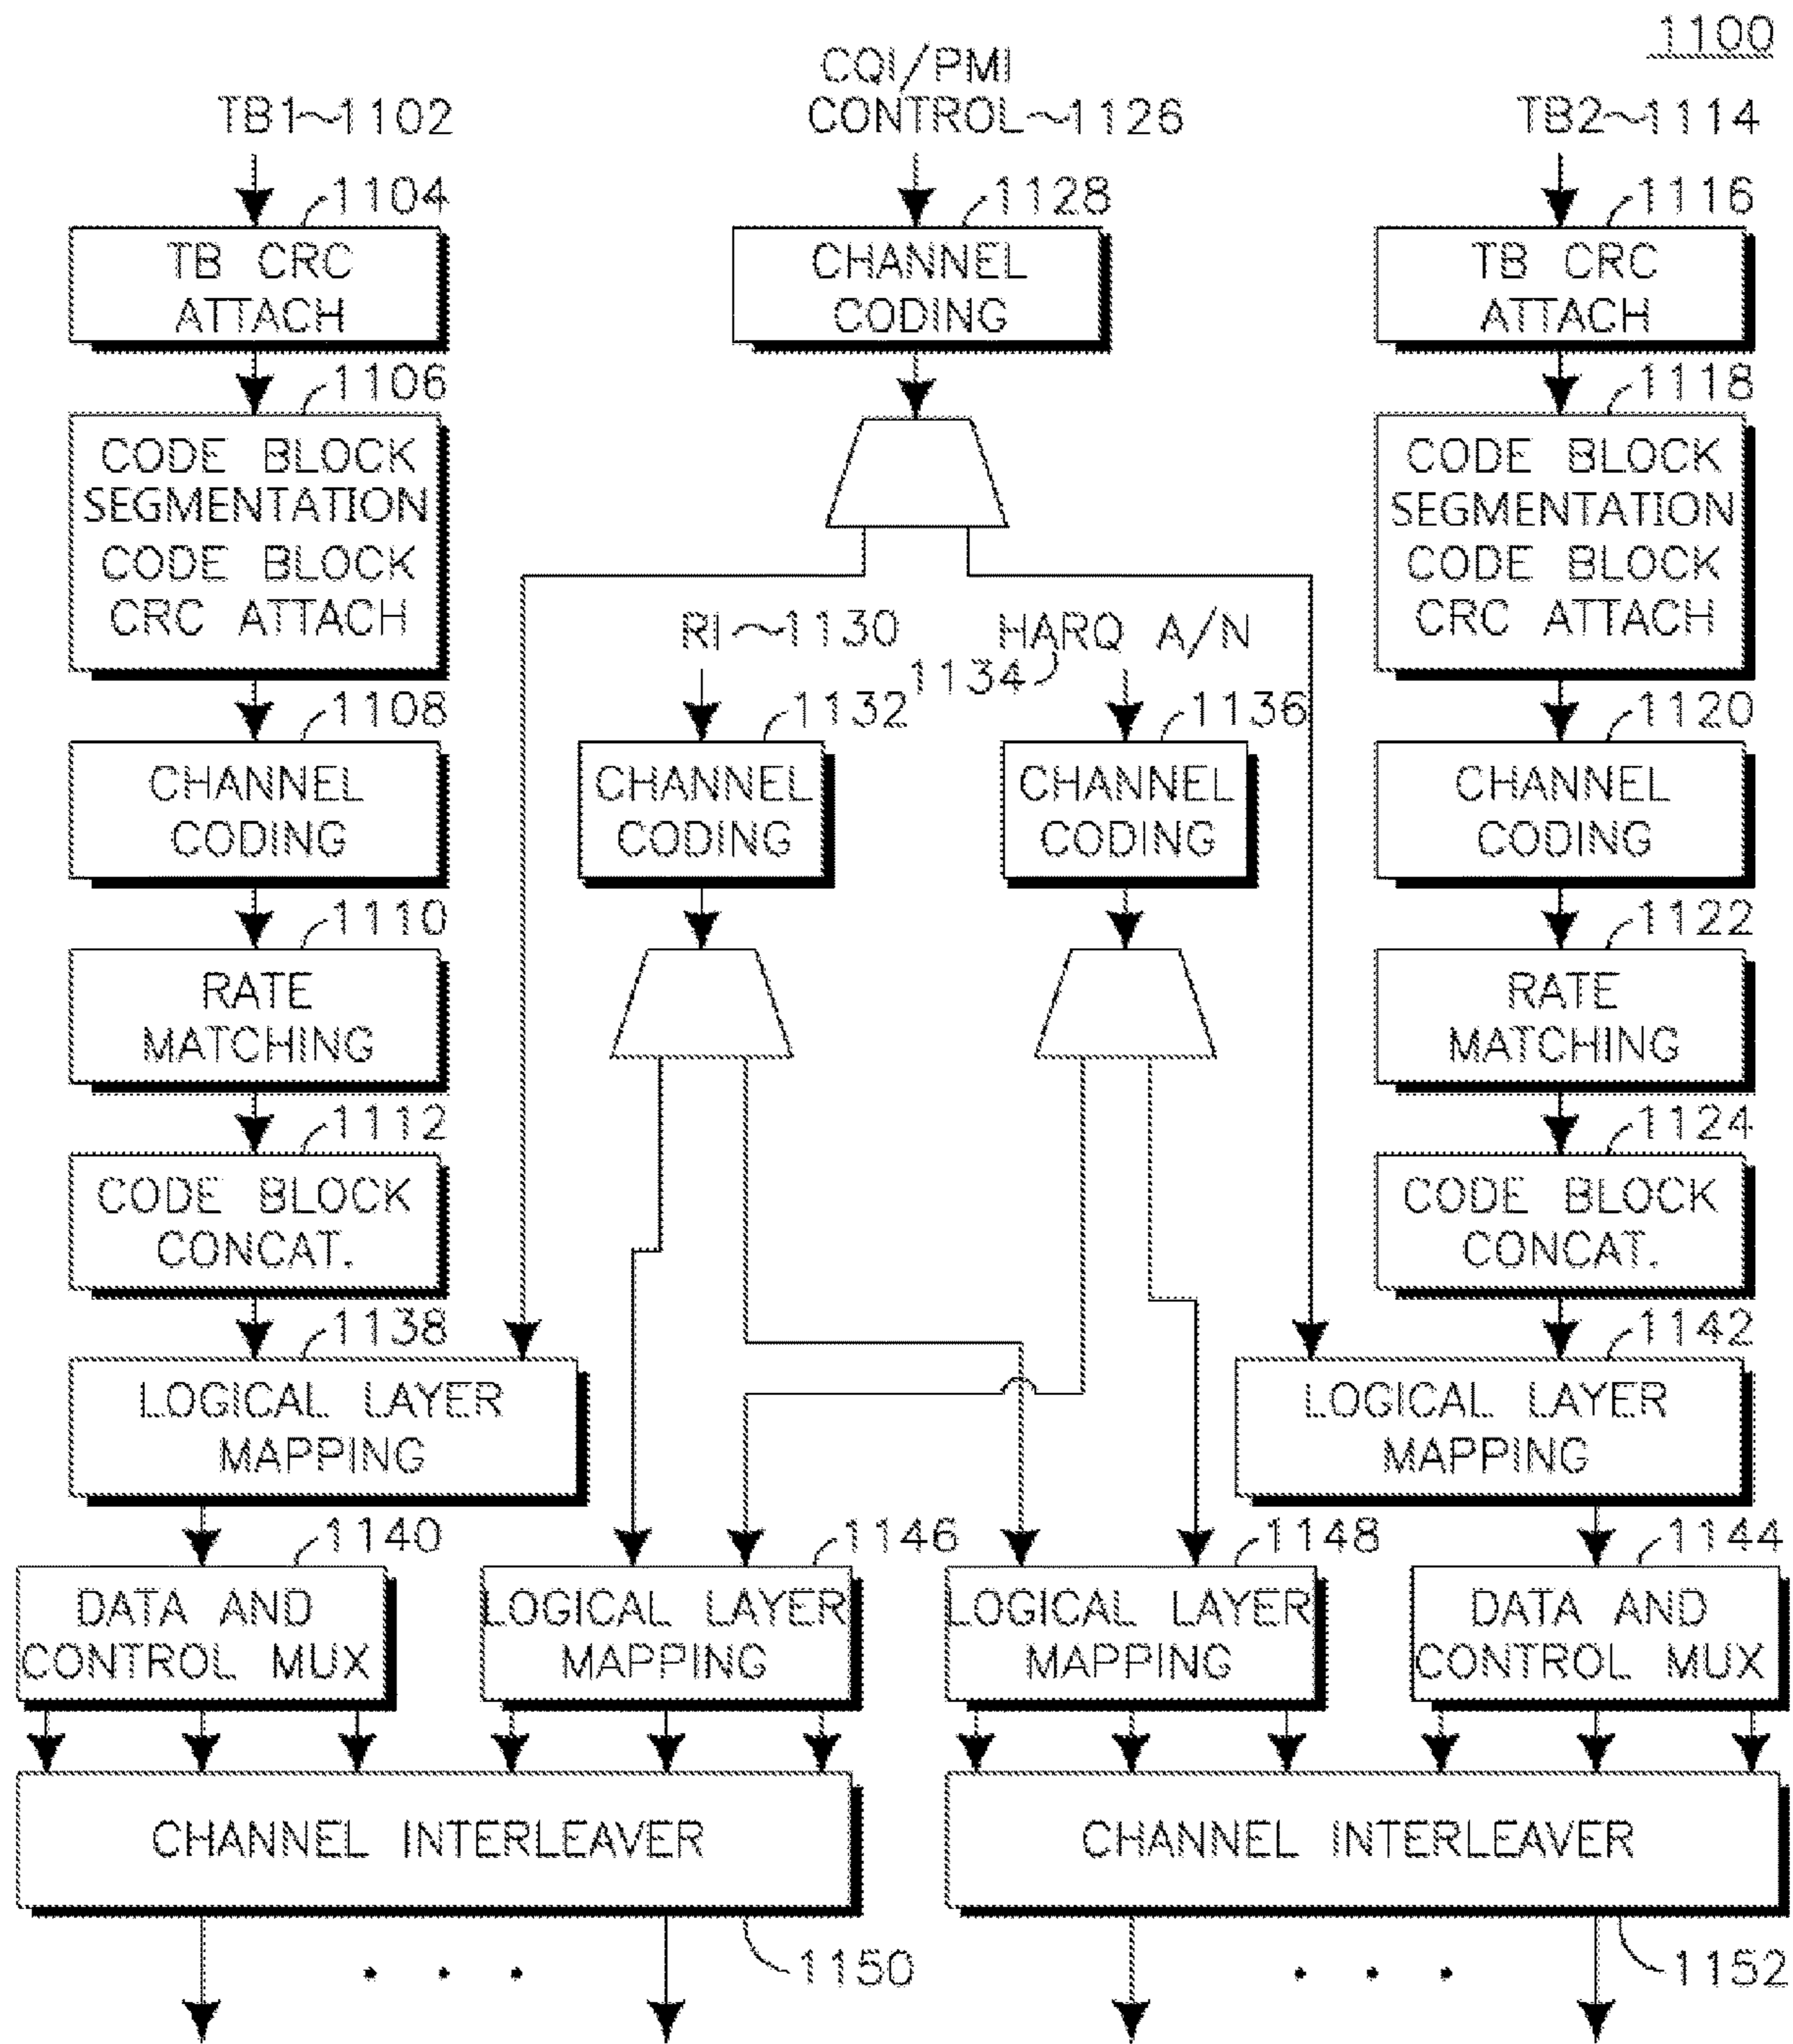 1100
TB1~1102
CQI/PMI
CONTROL~1126
TB2~1114
1104
TB CRC
ATTACH
1128
CHANNEL
CODING
1116
TB CRC
ATTACH
1106
CODE BLOCK
SEGMENTATION
CODE BLOCK
CRC ATTACH
1118
CODE BLOCK
SEGMENTATION
CODE BLOCK
CRC ATTACH
RI~1130
HARQ A/N
1134
1108
CHANNEL
CODING
1132
CHANNEL
CODING
1136
CHANNEL
CODING
1120
CHANNEL
CODING
1110
RATE
MATCHING
1122
RATE
MATCHING
1112
CODE BLOCK
CONCAT.
1124
CODE BLOCK
CONCAT.
1138
LOGICAL LAYER
MAPPING
1142
LOGICAL LAYER
MAPPING
1140
DATA AND
CONTROL MUX
1146
LOGICAL LAYER
MAPPING
1148
LOGICAL LAYER
MAPPING
1144
DATA AND
CONTROL MUX
CHANNEL INTERLEAVER
1150
CHANNEL INTERLEAVER
1152